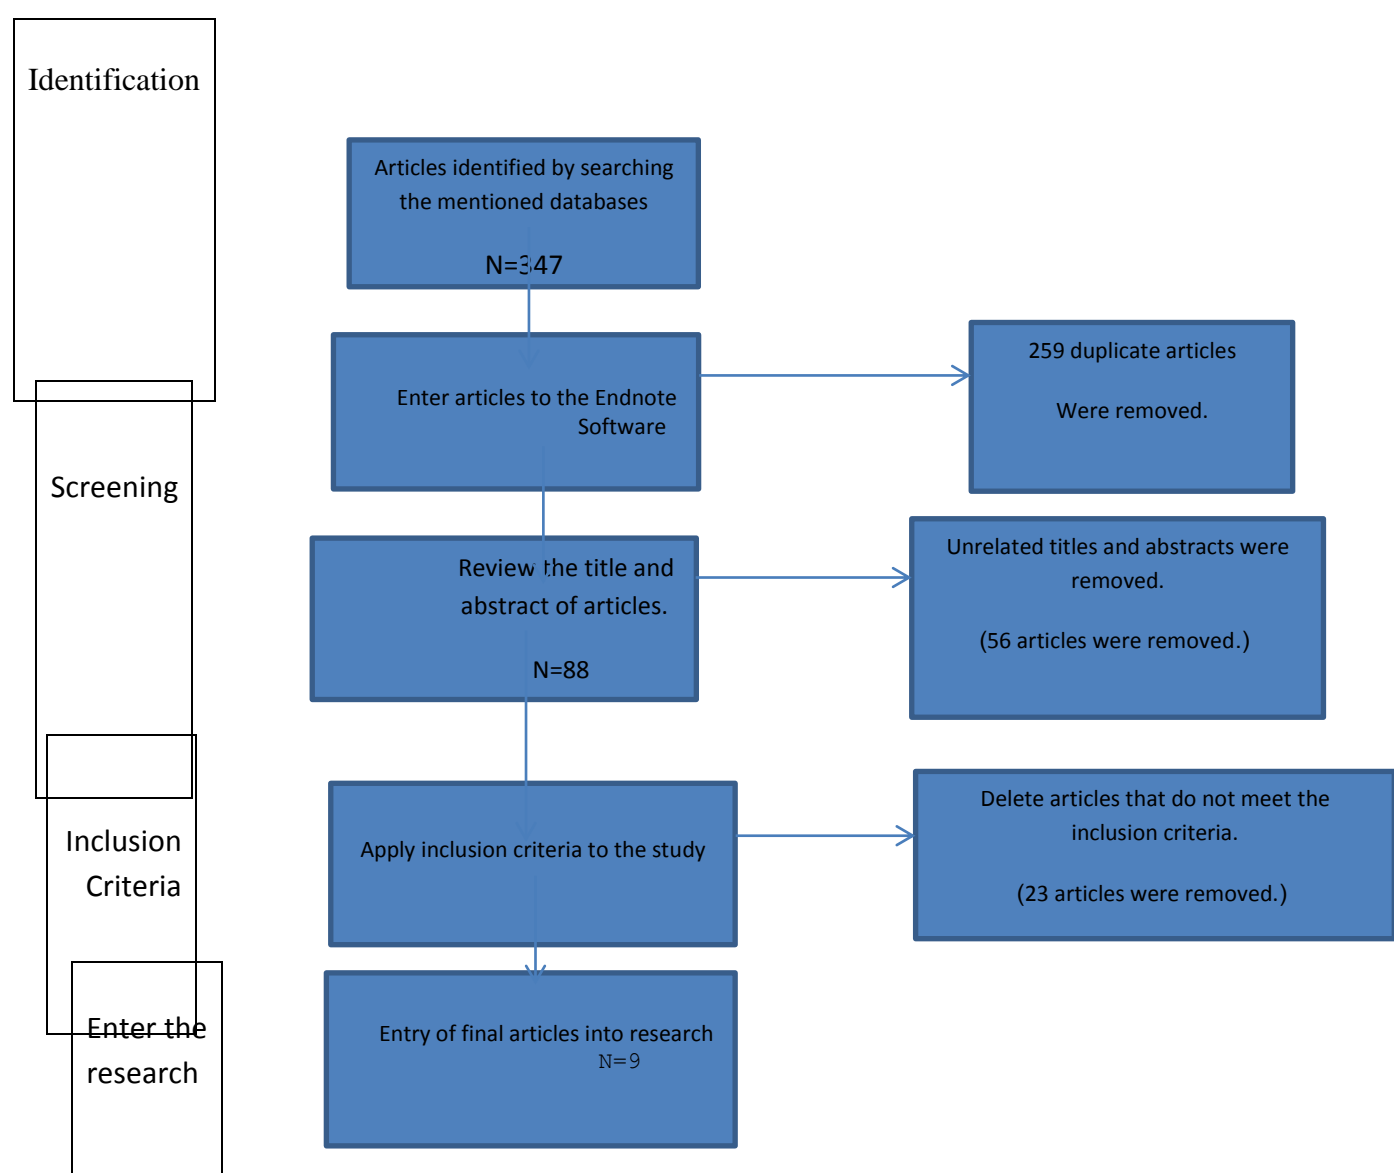 Identification
Articles identified by searching
the mentioned databases
N=347
259 duplicate articles
Were removed.
Enter articles to the Endnote
Software
Screening
Review the title and
abstract of articles.
N=88
Unrelated titles and abstracts were
removed.
(56 articles were removed.)
Inclusion
Criteria
Apply inclusion criteria to the study
Delete articles that do not meet the
inclusion criteria.
(23 articles were removed.)
Enter the
research
Entry of final articles into research
N=9